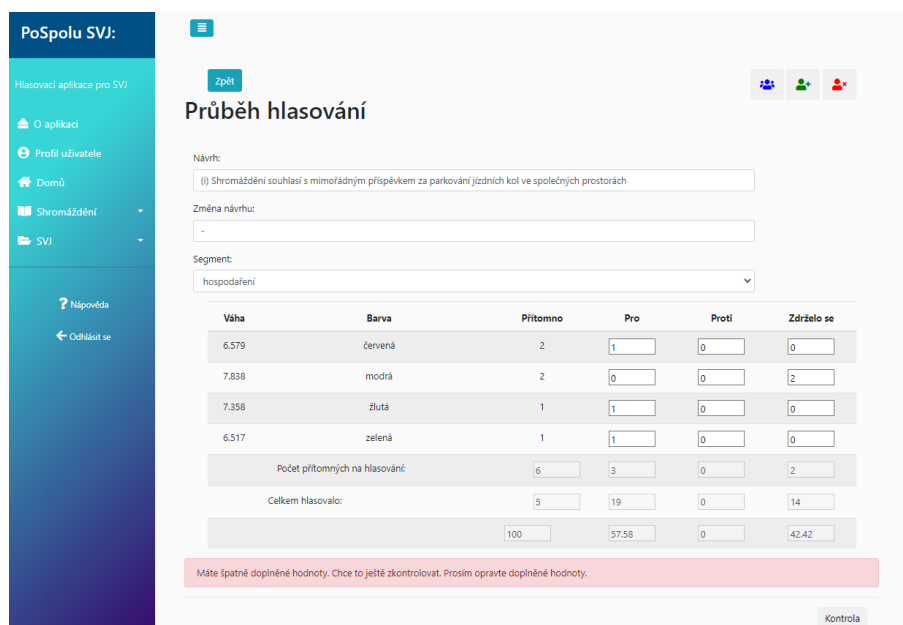 PoSpolu SVJ:
Hlasovací aplikace pro SVJ
O aplikaci
Profil uživatele
Domů
Shromáždění
SVJ
? Nápověda
Odhlásit se
Zpět
Průběh hlasování
Návrh:
(i) Shromáždění souhlasí s mimořádným příspěvkem za parkování jízdních kol ve společných prostorách
Změna návrhu:
-
Segment:
hospodaření
Váha Barva Přítomno Pro Proti Zdrželo se
6.579 červená 2 1 0 0
7.838 modrá 2 0 0 2
7.358 žlutá 1 1 0 0
6.517 zelená 1 1 0 0
Počet přítomných na hlasování: 6 3 0 2
Celkem hlasovalo: 5 19 0 14
100 57.58 0 42.42
Máte špatné doplněné hodnoty. Chce to ještě zkontrolovat. Prosím opravte doplněné hodnoty.
Kontrola